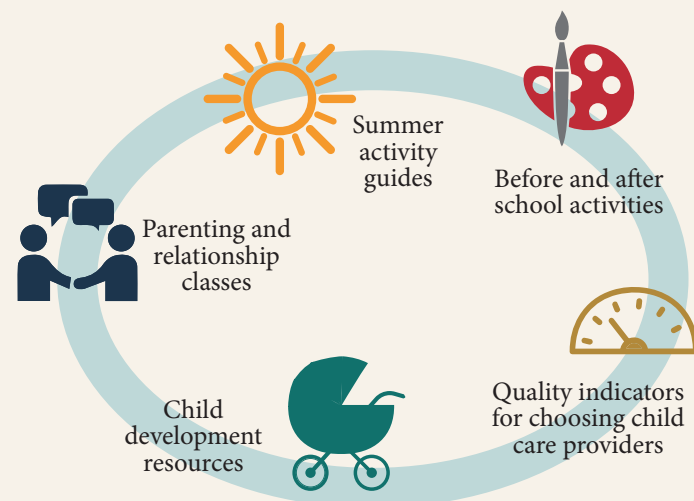 Summer
activity
guides
Before and after
school activities
Parenting and
relationship
classes
Quality indicators
for choosing child
care providers
Child
development
resources